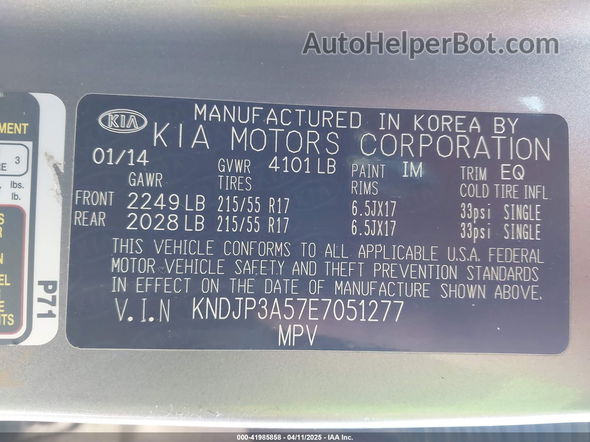 AutoHelperBot.com
MENT
3
lbs.
lbs.
P71
KIA
MANUFACTURED IN KOREA BY
KIA MOTORS CORPORATION
01/14 GVWR 4101 LB PAINT IM TRIM EQ
GAWR TIRES RIMS COLD TIRE INFL.
FRONT 2249 LB 215/55 R17 6.5JX17 33psi SINGLE
REAR 2028 LB 215/55 R17 6.5JX17 33psi SINGLE
THIS VEHICLE CONFORMS TO ALL APPLICABLE U.S.A. FEDERAL
MOTOR VEHICLE SAFETY AND THEFT PREVENTION STANDARDS
IN EFFECT ON THE DATE OF MANUFACTURE SHOWN ABOVE.
V.I.N KNDJP3A57E7051277
MPV
000-41985858 - 04/11/2025 - IAA Inc.